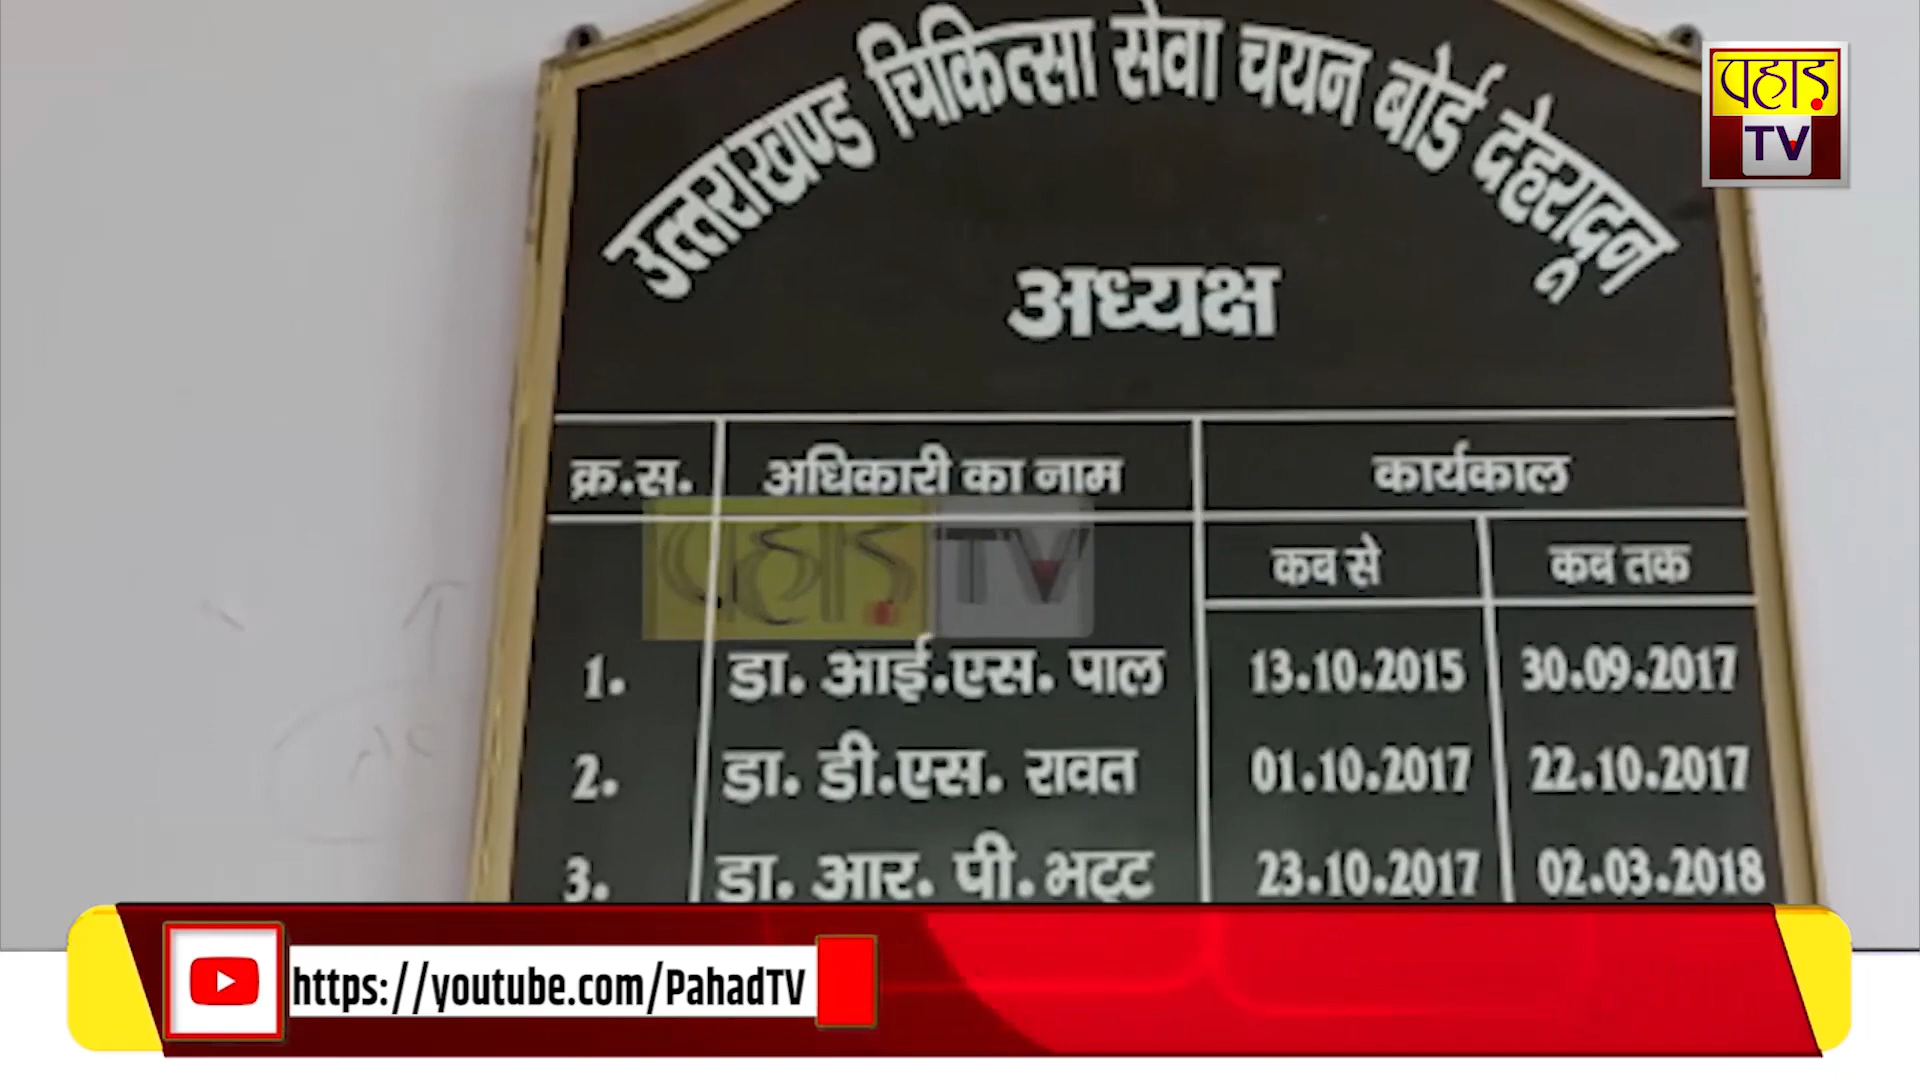 उत्तराखण्ड चिकित्सा सेवा चयन बोर्ड देहरादून
पहाड़
TV
अध्यक्ष
क्र.स. अधिकारी का नाम कार्यकाल
पहाड़ TV
कब से कब तक
1. डा. आई.एस. पाल 13.10.2015 30.09.2017
2. डा. डी.एस. रावत 01.10.2017 22.10.2017
3. डा. आर. पी. भट्ट 23.10.2017 02.03.2018
https://youtube.com/PahadTV